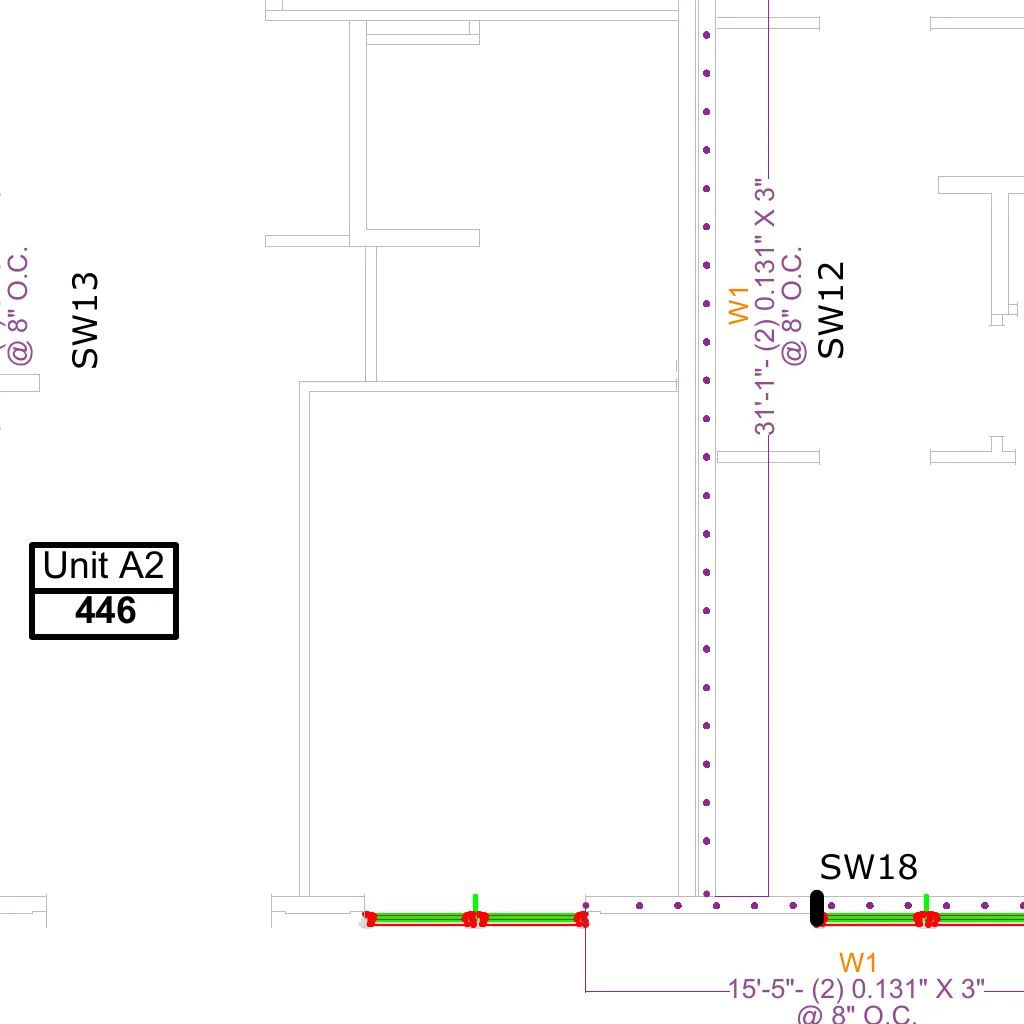 @ 8" O.C.
SW13
W1
31'-1"- (2) 0.131" X 3"
@ 8" O.C.
SW12
Unit A2
446
SW18
W1
15'-5"- (2) 0.131" X 3"
@ 8" O.C.